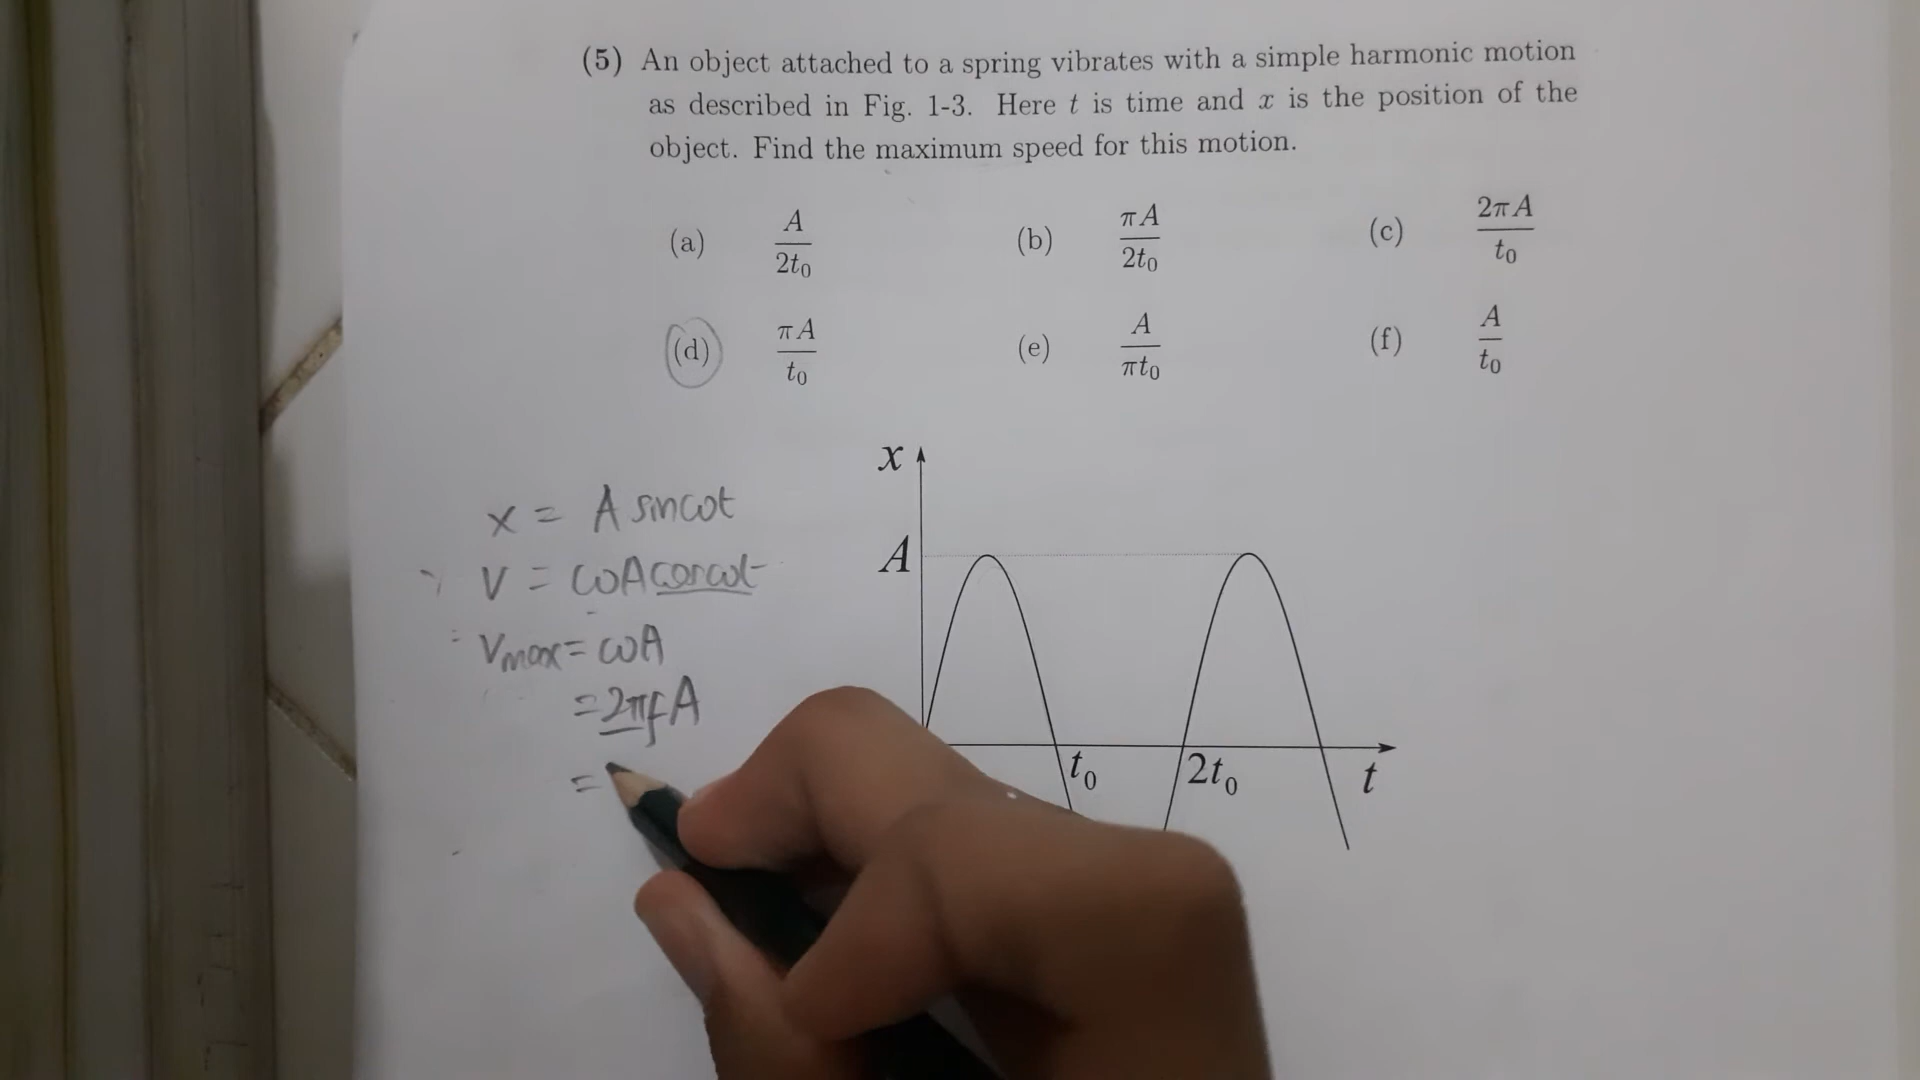 (5) An object attached to a spring vibrates with a simple harmonic motion
as described in Fig. 1-3. Here t is time and x is the position of the
object. Find the maximum speed for this motion.
(a) A/2t₀ (b) πA/2t₀ (c) 2πA/t₀
(d) πA/t₀ (e) A/πt₀ (f) A/t₀
x
x = A sinωt
A
V = ωA cosωt
Vmax = ωA
= 2πfA
=
t₀ 2t₀ t